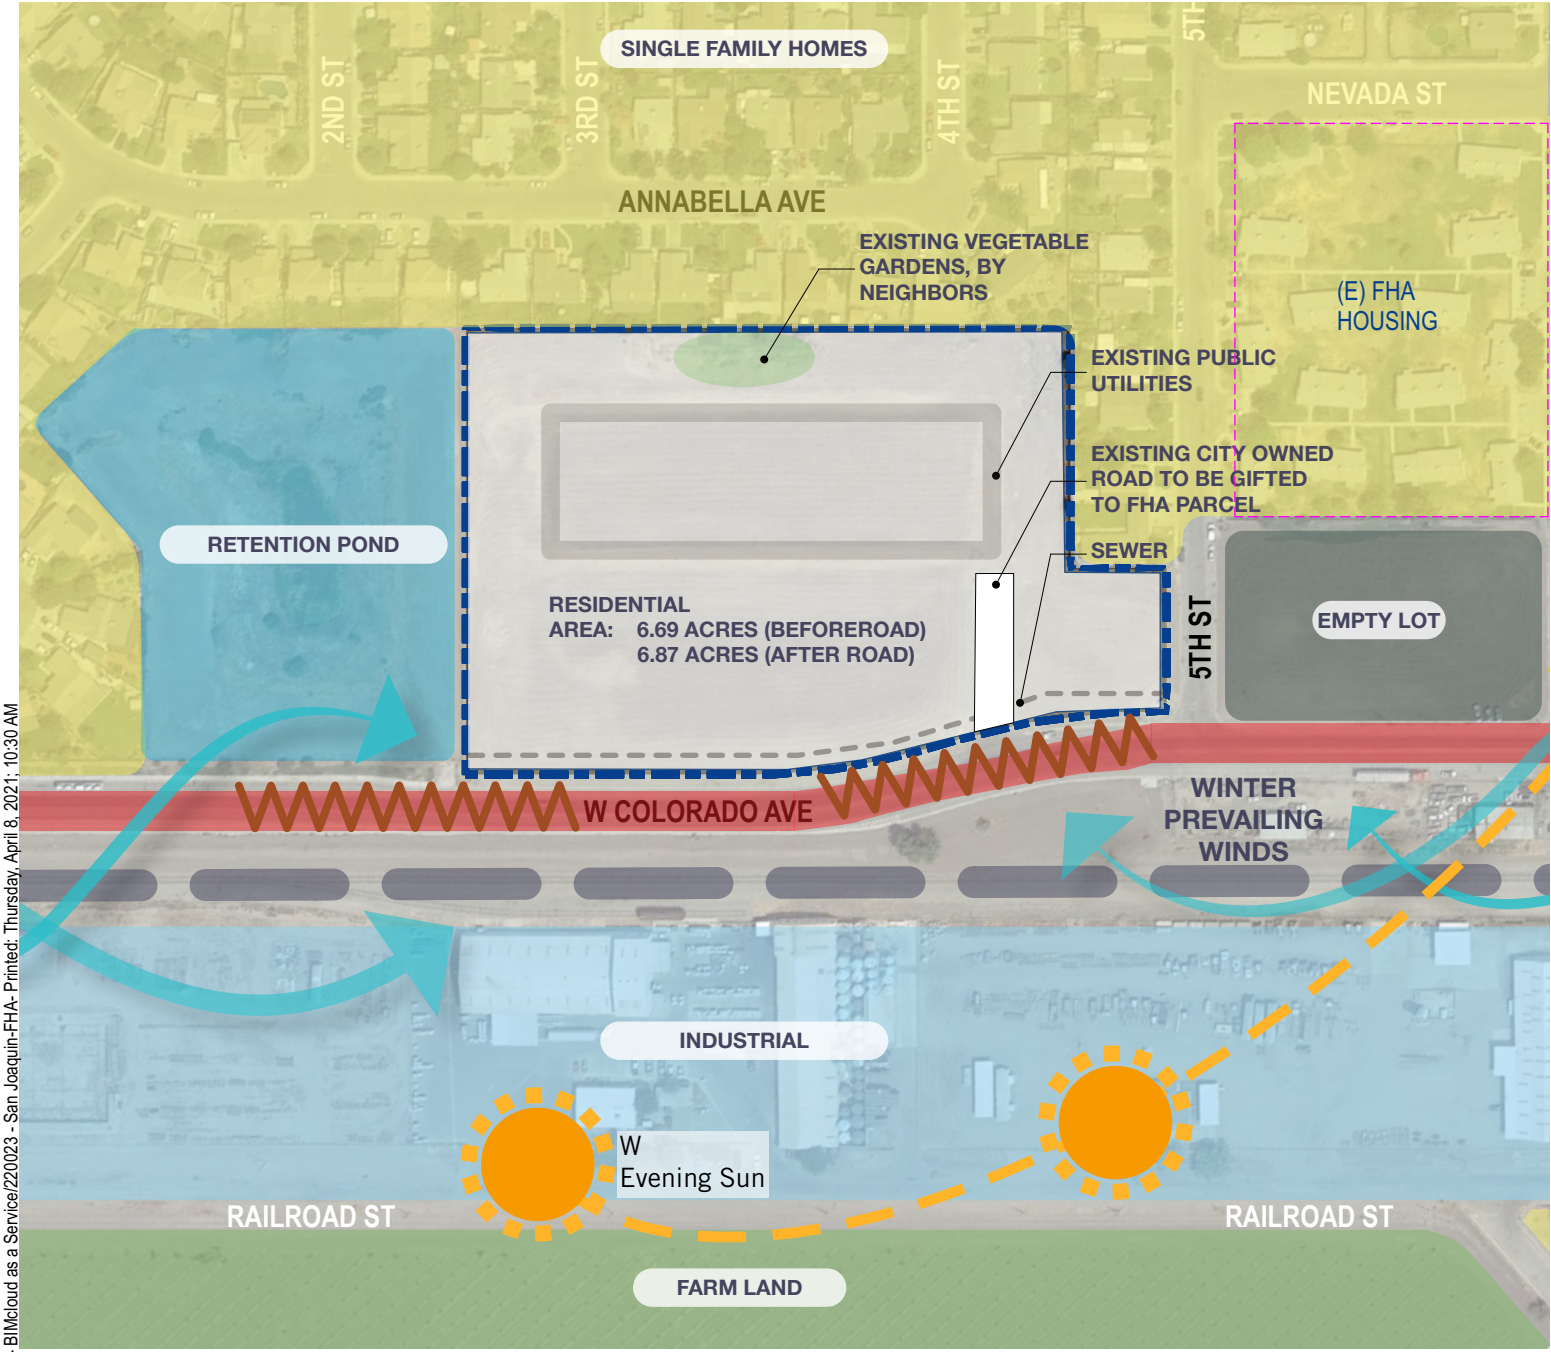 SINGLE FAMILY HOMES
5TH
2ND ST
3RD ST
4TH ST
NEVADA ST
ANNABELLA AVE
EXISTING VEGETABLE
GARDENS, BY
NEIGHBORS
(E) FHA
HOUSING
EXISTING PUBLIC
UTILITIES
EXISTING CITY OWNED
ROAD TO BE GIFTED
TO FHA PARCEL
RETENTION POND
SEWER
RESIDENTIAL
AREA: 6.69 ACRES (BEFOREROAD)
6.87 ACRES (AFTER ROAD)
5TH ST
EMPTY LOT
W COLORADO AVE
WINTER
PREVAILING
WINDS
INDUSTRIAL
W
Evening Sun
RAILROAD ST
RAILROAD ST
FARM LAND
- BIMcloud as a Service/220023 - San Joaquin-FHA- Printed: Thursday, April 8, 2021; 10:30 AM